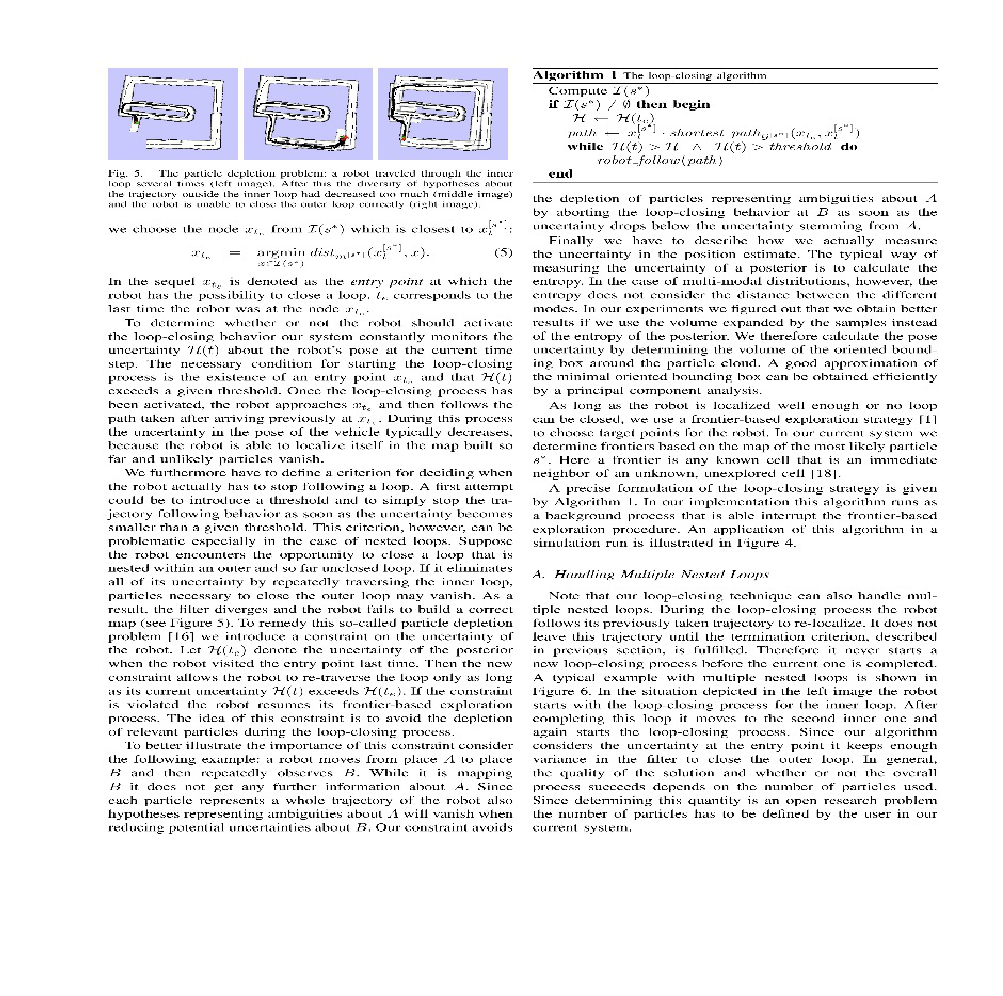 Fig. 5. The particle depletion problem: a robot traveled through the inner
loop several times (left image). After this the diversity of hypotheses about
the trajectory outside the inner loop had decreased too much (middle image)
and the robot is unable to close the outer loop correctly (right image).
we choose the node x_{t_e} from I(s*) which is closest to x_t^{[s*]}:
x_{t_e} = argmin_{x∈I(s*)} dist_{m^{[s*]}}(x_t^{[s*]}, x). (5)
In the sequel x_{t_e} is denoted as the entry point at which the
robot has the possibility to close a loop. t_e corresponds to the
last time the robot was at the node x_{t_e}.
To determine whether or not the robot should activate
the loop-closing behavior our system constantly monitors the
uncertainty H(t) about the robot's pose at the current time
step. The necessary condition for starting the loop-closing
process is the existence of an entry point x_{t_e} and that H(t)
exceeds a given threshold. Once the loop-closing process has
been activated, the robot approaches x_{t_e} and then follows the
path taken after arriving previously at x_{t_e}. During this process
the uncertainty in the pose of the vehicle typically decreases,
because the robot is able to localize itself in the map built so
far and unlikely particles vanish.
We furthermore have to define a criterion for deciding when
the robot actually has to stop following a loop. A first attempt
could be to introduce a threshold and to simply stop the tra-
jectory following behavior as soon as the uncertainty becomes
smaller than a given threshold. This criterion, however, can be
problematic especially in the case of nested loops. Suppose
the robot encounters the opportunity to close a loop that is
nested within an outer and so far unclosed loop. If it eliminates
all of its uncertainty by repeatedly traversing the inner loop,
particles necessary to close the outer loop may vanish. As a
result, the filter diverges and the robot fails to build a correct
map (see Figure 5). To remedy this so-called particle depletion
problem [16] we introduce a constraint on the uncertainty of
the robot. Let H(t_e) denote the uncertainty of the posterior
when the robot visited the entry point last time. Then the new
constraint allows the robot to re-traverse the loop only as long
as its current uncertainty H(t) exceeds H(t_e). If the constraint
is violated the robot resumes its frontier-based exploration
process. The idea of this constraint is to avoid the depletion
of relevant particles during the loop-closing process.
To better illustrate the importance of this constraint consider
the following example: a robot moves from place A to place
B and then repeatedly observes B. While it is mapping
B it does not get any further information about A. Since
each particle represents a whole trajectory of the robot also
hypotheses representing ambiguities about A will vanish when
reducing potential uncertainties about B. Our constraint avoids
Algorithm 1 The loop-closing algorithm
Compute I(s*)
if I(s*) ≠ ∅ then begin
H ← H(t_e)
path ← x_t^{[s*]} · shortest_path_{G^{[s*]}}(x_{t_e}, x_t^{[s*]})
while H(t) > H ∧ H(t) > threshold do
robot_follow(path)
end
the depletion of particles representing ambiguities about A
by aborting the loop-closing behavior at B as soon as the
uncertainty drops below the uncertainty stemming from A.
Finally we have to describe how we actually measure
the uncertainty in the position estimate. The typical way of
measuring the uncertainty of a posterior is to calculate the
entropy. In the case of multi-modal distributions, however, the
entropy does not consider the distance between the different
modes. In our experiments we figured out that we obtain better
results if we use the volume expanded by the samples instead
of the entropy of the posterior. We therefore calculate the pose
uncertainty by determining the volume of the oriented bound-
ing box around the particle cloud. A good approximation of
the minimal oriented bounding box can be obtained efficiently
by a principal component analysis.
As long as the robot is localized well enough or no loop
can be closed, we use a frontier-based exploration strategy [1]
to choose target points for the robot. In our current system we
determine frontiers based on the map of the most likely particle
s*. Here a frontier is any known cell that is an immediate
neighbor of an unknown, unexplored cell [18].
A precise formulation of the loop-closing strategy is given
by Algorithm 1. In our implementation this algorithm runs as
a background process that is able interrupt the frontier-based
exploration procedure. An application of this algorithm in a
simulation run is illustrated in Figure 4.
A. Handling Multiple Nested Loops
Note that our loop-closing technique can also handle mul-
tiple nested loops. During the loop-closing process the robot
follows its previously taken trajectory to re-localize. It does not
leave this trajectory until the termination criterion, described
in previous section, is fulfilled. Therefore it never starts a
new loop-closing process before the current one is completed.
A typical example with multiple nested loops is shown in
Figure 6. In the situation depicted in the left image the robot
starts with the loop-closing process for the inner loop. After
completing this loop it moves to the second inner one and
again starts the loop-closing process. Since our algorithm
considers the uncertainty at the entry point it keeps enough
variance in the filter to close the outer loop. In general,
the quality of the solution and whether or not the overall
process succeeds depends on the number of particles used.
Since determining this quantity is an open research problem
the number of particles has to be defined by the user in our
current system.